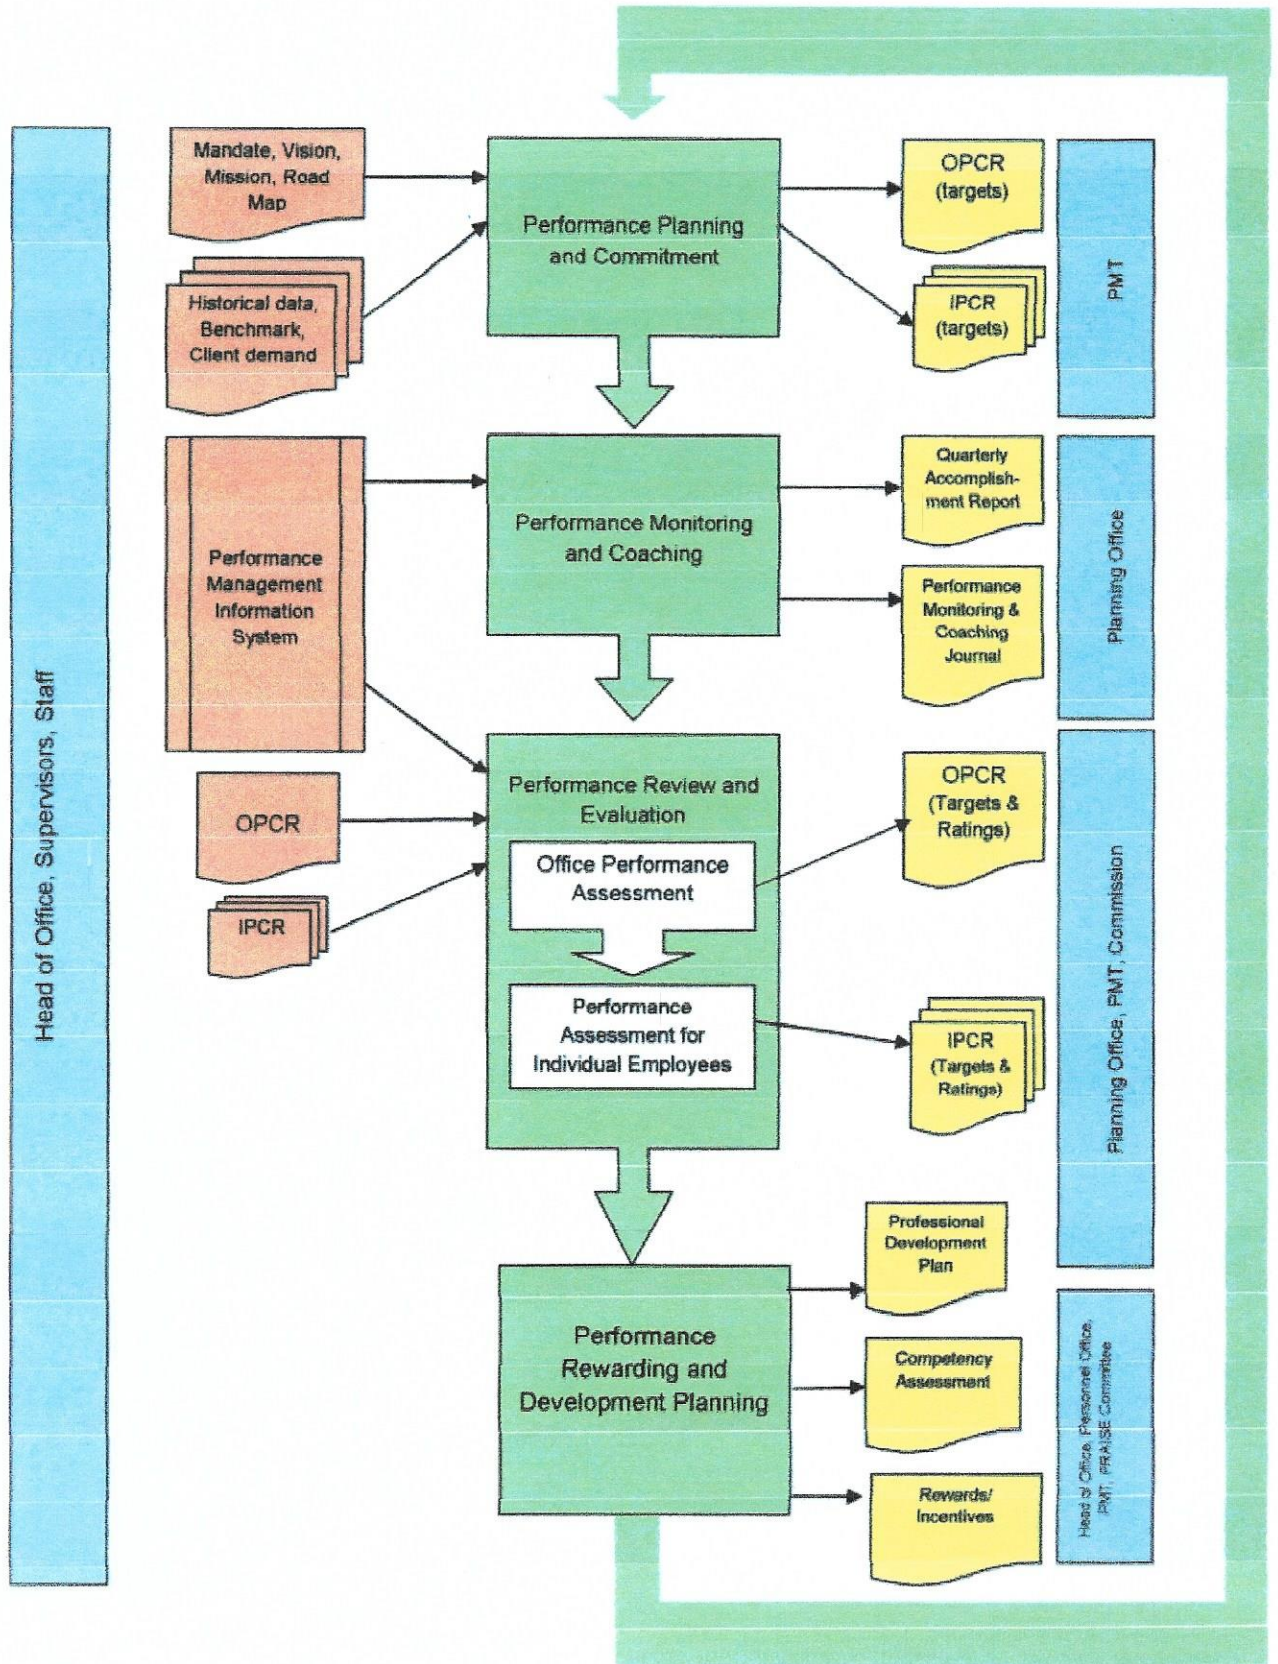 Head of Office, Supervisors, Staff
Mandate, Vision,
Mission, Road
Map
Historical data,
Benchmark,
Client demand
Performance Planning
and Commitment
OPCR
(targets)
IPCR
(targets)
PMT
Performance
Management
Information
System
Performance Monitoring
and Coaching
Quarterly
Accomplish-
ment Report
Performance
Monitoring &
Coaching
Journal
Planning Office
OPCR
IPCR
Performance Review and
Evaluation
Office Performance
Assessment
Performance
Assessment for
Individual Employees
OPCR
(Targets &
Ratings)
IPCR
(Targets &
Ratings)
Planning Office, PMT, Commission
Performance
Rewarding and
Development Planning
Professional
Development
Plan
Competency
Assessment
Rewards/
Incentives
Head of Office, Personnel Office,
PMT, PRAISE Committee